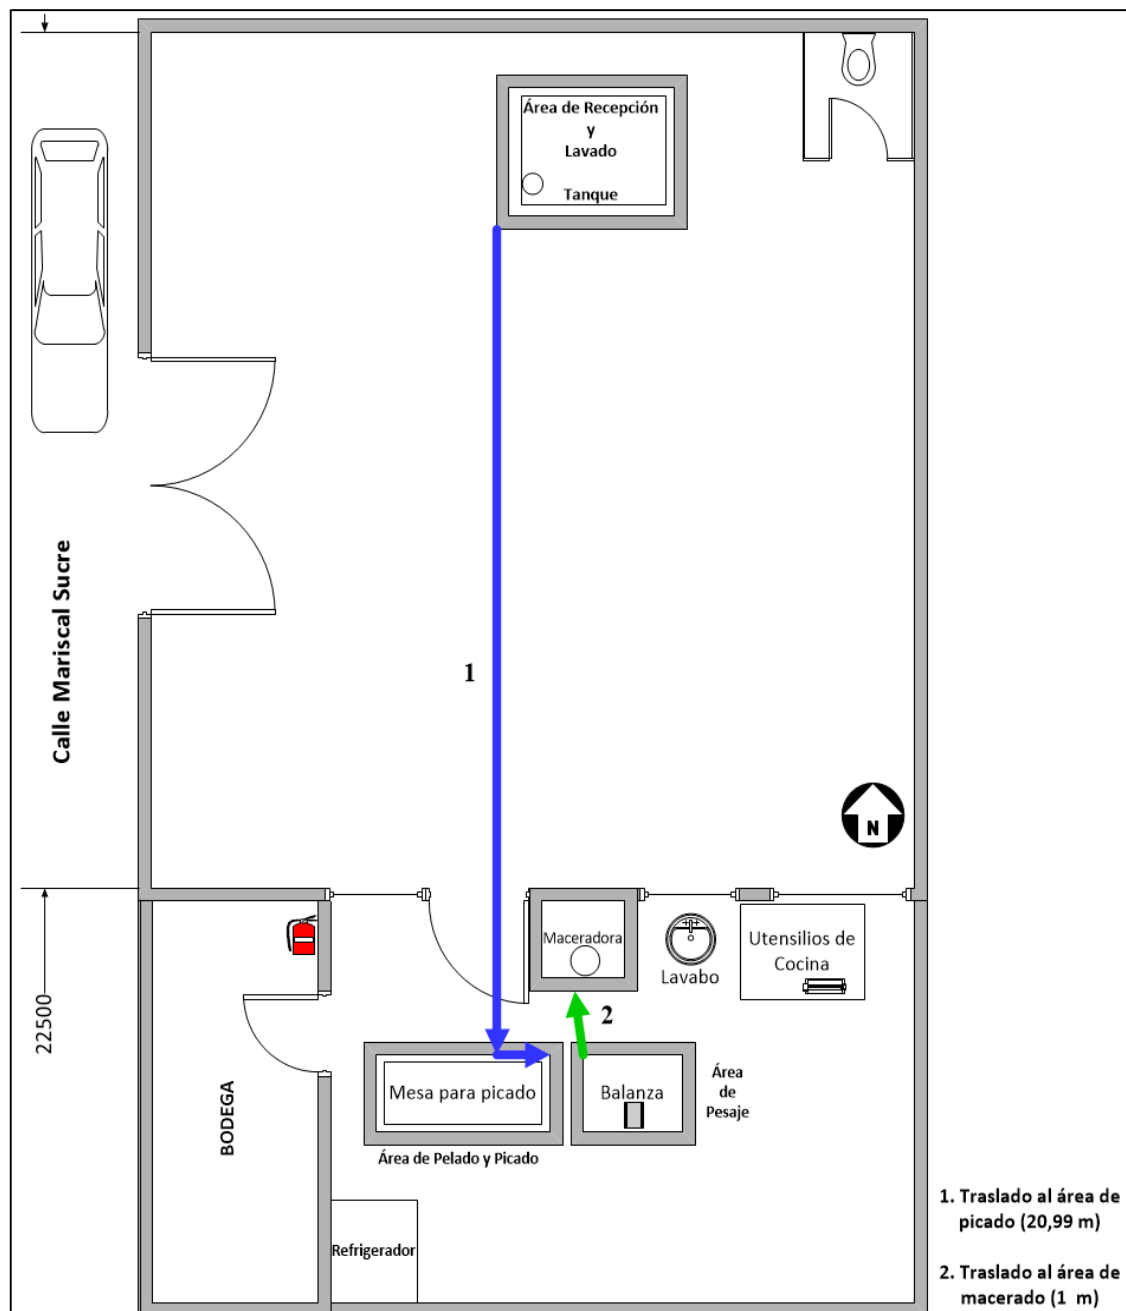 Área de Recepción
y
Lavado
Tanque
Calle Mariscal Sucre
1
N
22500
Maceradora
Lavabo
Utensilios de
Cocina
2
Mesa para picado
Balanza
Área
de
Pesaje
BODEGA
Área de Pelado y Picado
Refrigerador
1. Traslado al área de
picado (20,99 m)
2. Traslado al área de
macerado (1 m)